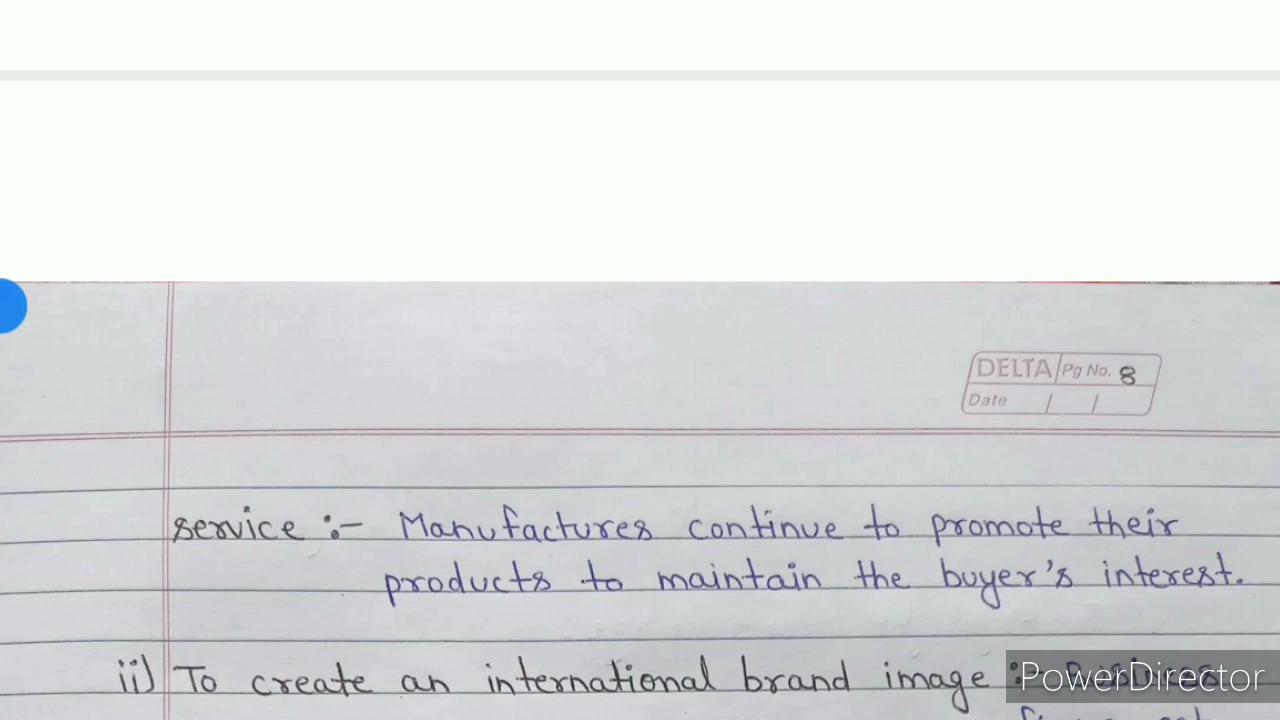 DELTA Pg No. 8
Date / /
service :- Manufactures continue to promote their
products to maintain the buyer's interest.
ii) To create an international brand image :- Business
PowerDirector